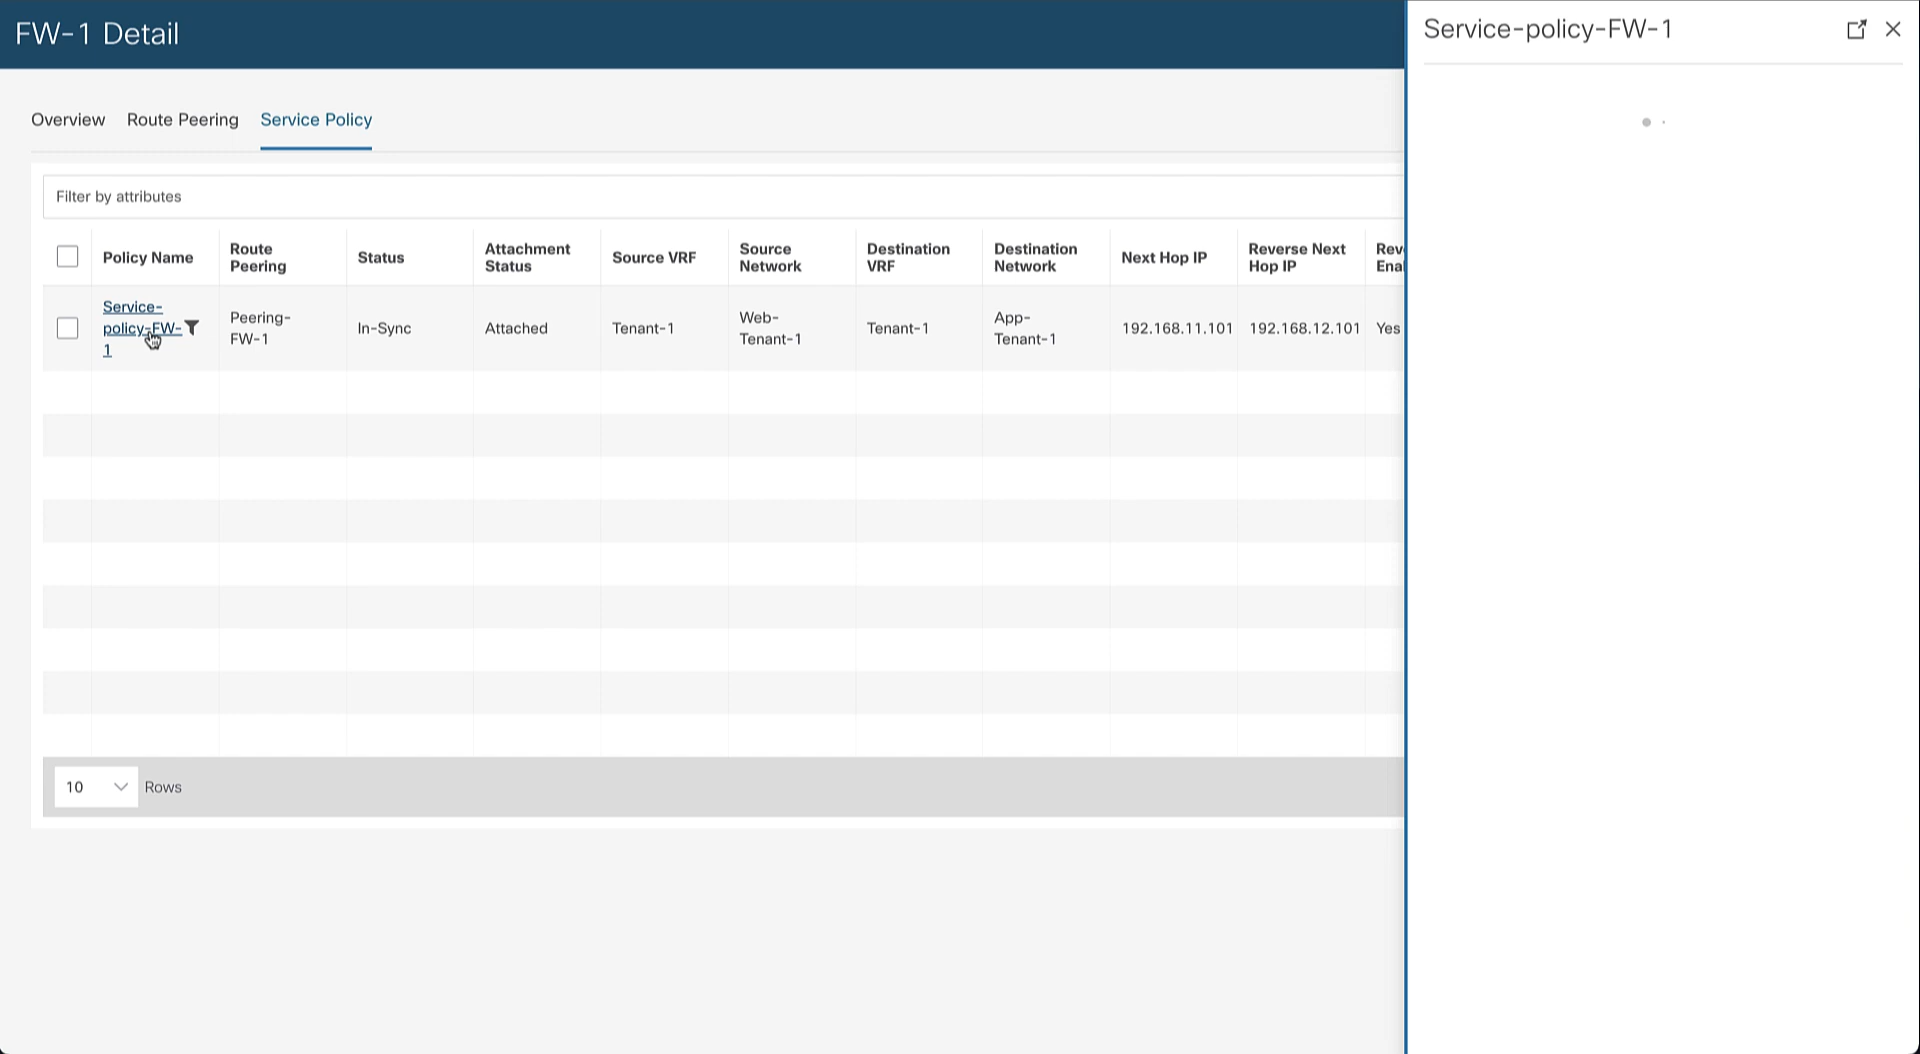 FW-1 Detail
Service-policy-FW-1
Overview Route Peering Service Policy
Filter by attributes
Policy Name
Route
Peering
Status
Attachment
Status
Source VRF
Source
Network
Destination
VRF
Destination
Network
Next Hop IP
Reverse Next
Hop IP
Service-
policy-FW-
1
Peering-
FW-1
In-Sync
Attached
Tenant-1
Web-
Tenant-1
Tenant-1
App-
Tenant-1
192.168.11.101
192.168.12.101
Yes
10 Rows